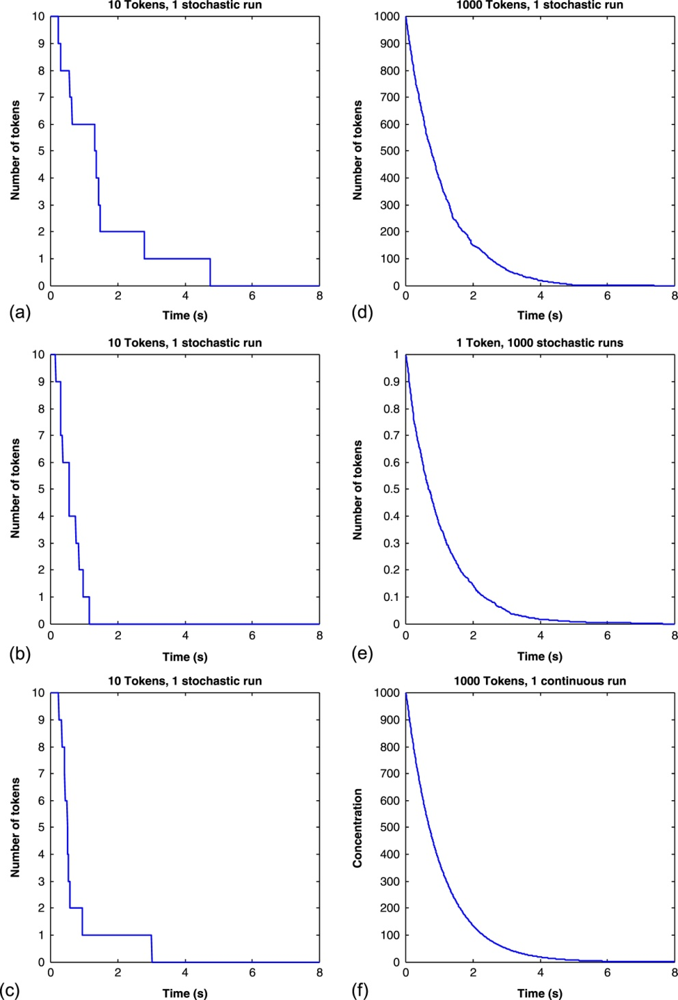 10 Tokens, 1 stochastic run
10
9
8
7
6
5
4
3
2
1
0
Number of tokens
0 2 4 6 8
Time (s)
(a)
1000 Tokens, 1 stochastic run
1000
900
800
700
600
500
400
300
200
100
0
Number of tokens
0 2 4 6 8
Time (s)
(d)
10 Tokens, 1 stochastic run
10
9
8
7
6
5
4
3
2
1
0
Number of tokens
0 2 4 6 8
Time (s)
(b)
1 Token, 1000 stochastic runs
1
0.9
0.8
0.7
0.6
0.5
0.4
0.3
0.2
0.1
0
Number of tokens
0 2 4 6 8
Time (s)
(e)
10 Tokens, 1 stochastic run
10
9
8
7
6
5
4
3
2
1
0
Number of tokens
0 2 4 6 8
Time (s)
(c)
1000 Tokens, 1 continuous run
1000
900
800
700
600
500
400
300
200
100
0
Concentration
0 2 4 6 8
Time (s)
(f)